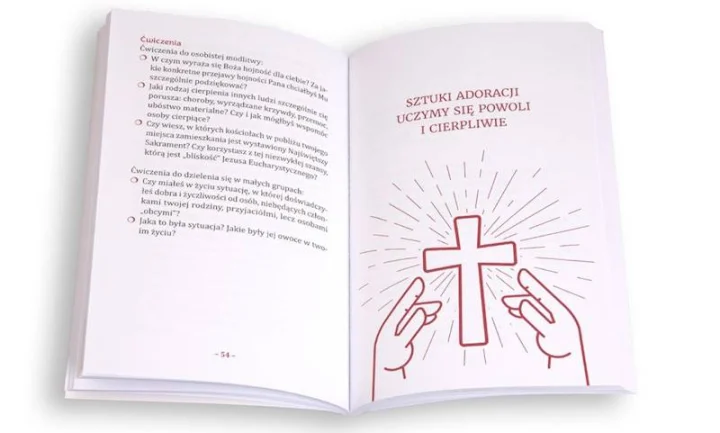 Ćwiczenia
Ćwiczenia do osobistej modlitwy:
W czym wyraża się Boża hojność dla ciebie? Za ja-
kie konkretne przejawy hojności Pana chciałbyś Mu
szczególnie podziękować?
Jaki rodzaj cierpienia innych ludzi szczególnie cię
porusza: choroby, wyrządzane krzywdy, przemoc,
ubóstwo materialne? Czy i jak mógłbyś wspomóc
osoby cierpiące?
Czy wiesz, w których kościołach w pobliżu twojego
miejsca zamieszkania jest wystawiony Najświętszy
Sakrament? Czy korzystasz z tej niezwykłej szansy,
którą jest „bliskość” Jezusa Eucharystycznego?
Ćwiczenia do dzielenia się w małych grupach:
Czy miałeś w życiu sytuację, w której doświadczy-
łeś dobra i życzliwości od osób, niebędących człon-
kami twojej rodziny, przyjaciółmi, lecz osobami
„obcymi”?
Jaka to była sytuacja? Jakie były jej owoce w two-
im życiu?
– 54 –
SZTUKI ADORACJI
UCZYMY SIĘ POWOLI
I CIERPLIWIE